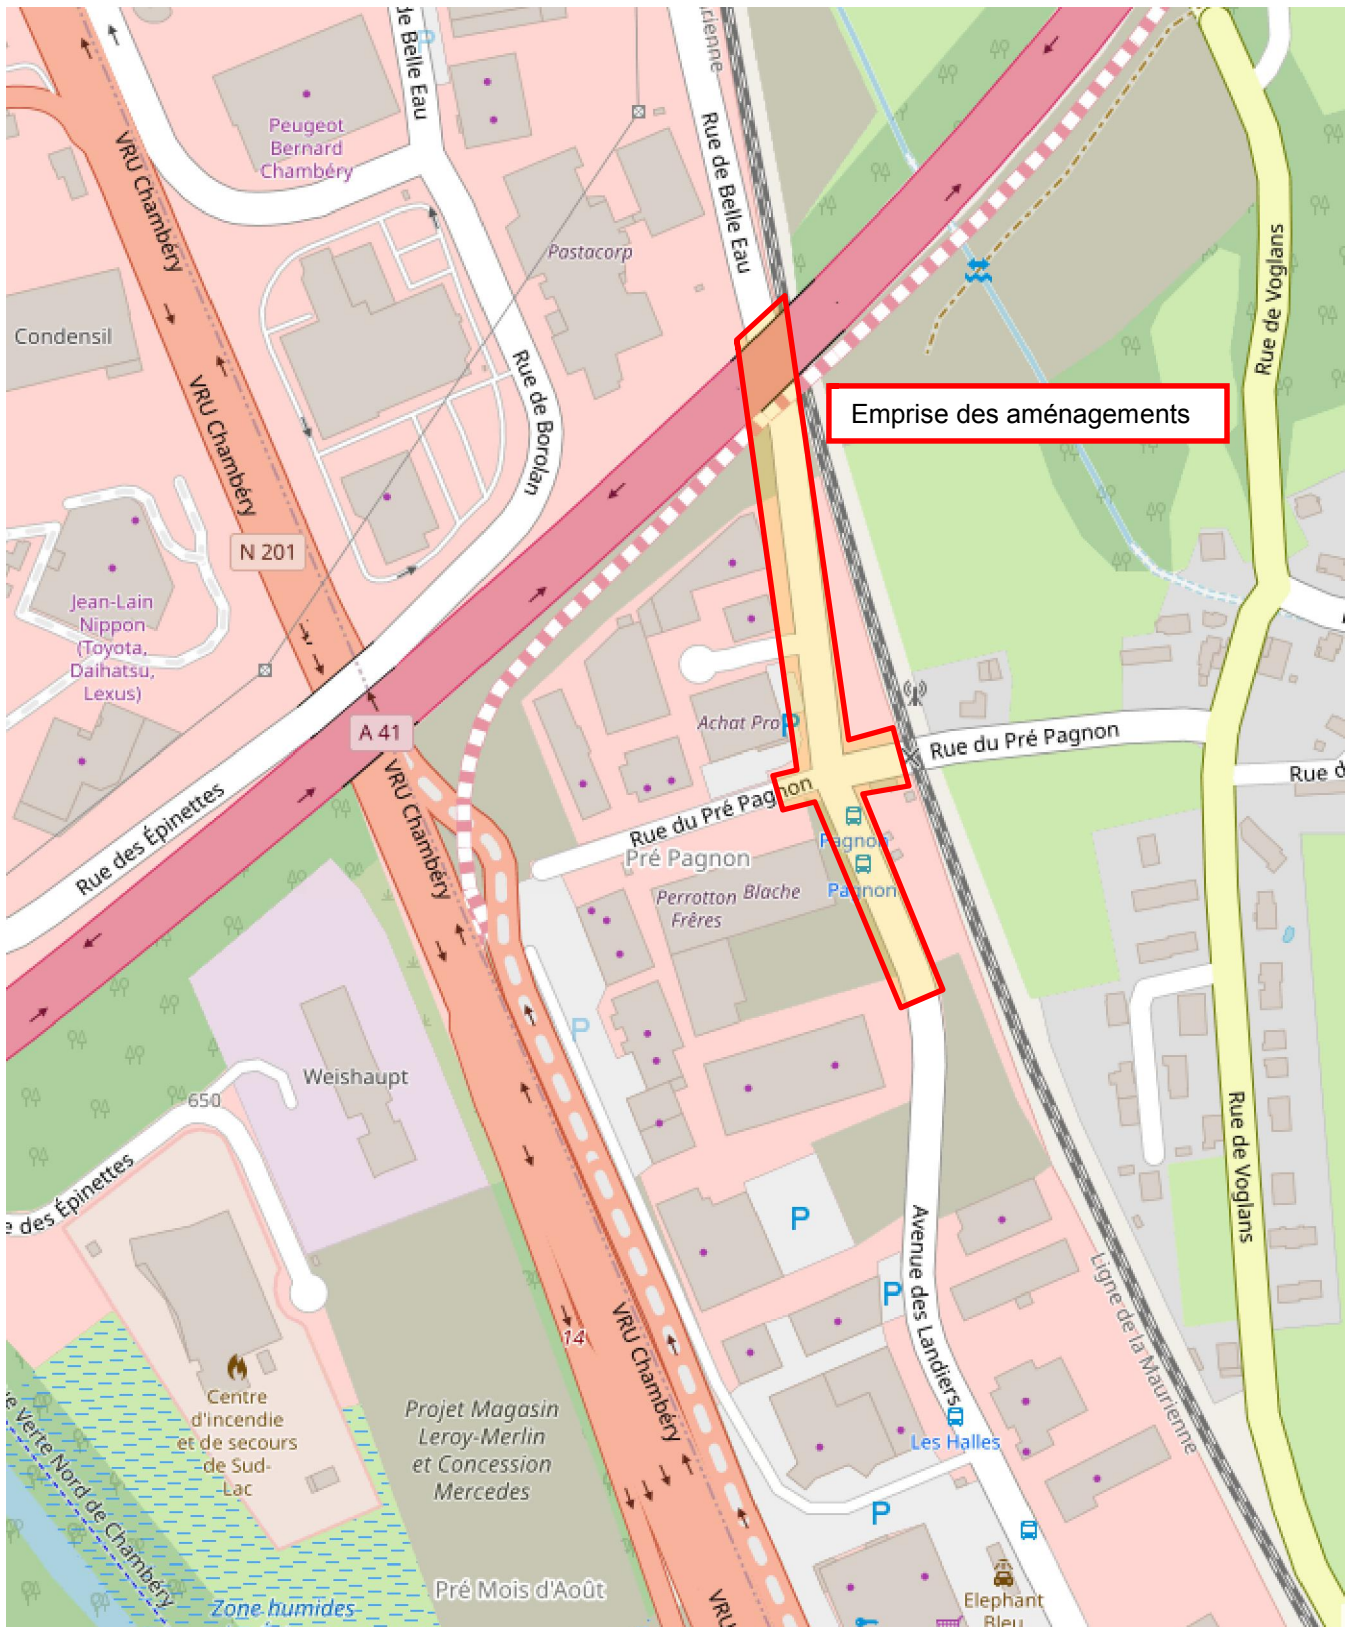 de Belle Eau
P
rienne
Rue de Belle Eau
VRU Chambéry
Peugeot
Bernard
Chambéry
Pastacorp
Rue de Voglans
Condensil
Rue de Borolan
VRU Chambéry
Emprise des aménagements
N 201
Jean-Lain
Nippon
(Toyota,
Daihatsu,
Lexus)
Achat Pro
P
A 41
Rue du Pré Pagnon
Rue d
VRU Chambéry
Rue des Épinettes
Rue du Pré Pagnon
Pré Pagnon
Pagnon
Pagnon
Perrotton
Frères
Blache
P
Weishaupt
650
e des Épinettes
Rue de Voglans
P
Avenue des Landiers
Ligne de la Maurienne
P
14
VRU Chambéry
Centre
d'incendie
et de secours
de Sud-
Lac
Projet Magasin
Leroy-Merlin
et Concession
Mercedes
Les Halles
P
ie Verte Nord de Chambéry
Pré Mois d'Août
Zone humides
VRU
Elephant
Bleu